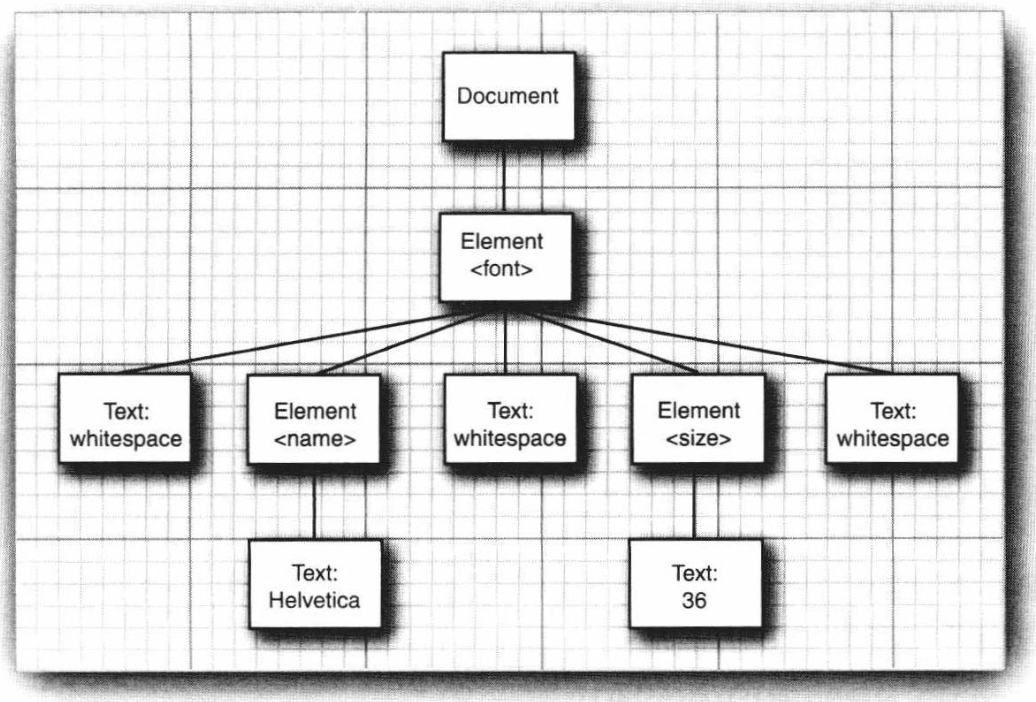 Document
Element
<font>
Text:
whitespace
Element
<name>
Text:
whitespace
Element
<size>
Text:
whitespace
Text:
Helvetica
Text:
36